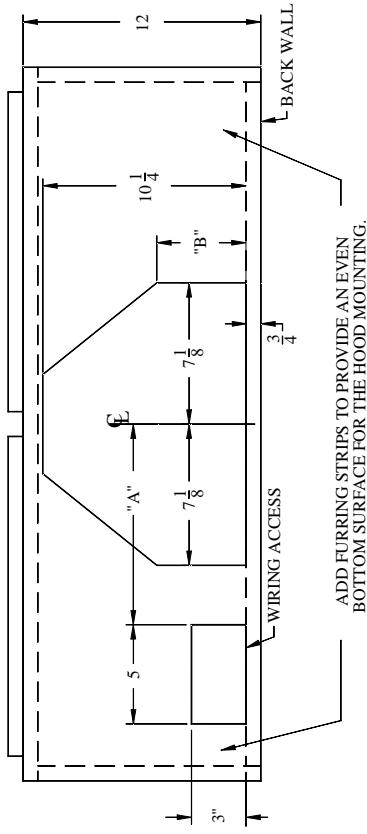 12
BACK WALL
10 1/4
"B"
3/4
7 1/8
℄
7 1/8
"A"
WIRING ACCESS
5
3"
ADD FURRING STRIPS TO PROVIDE AN EVEN
BOTTOM SURFACE FOR THE HOOD MOUNTING.